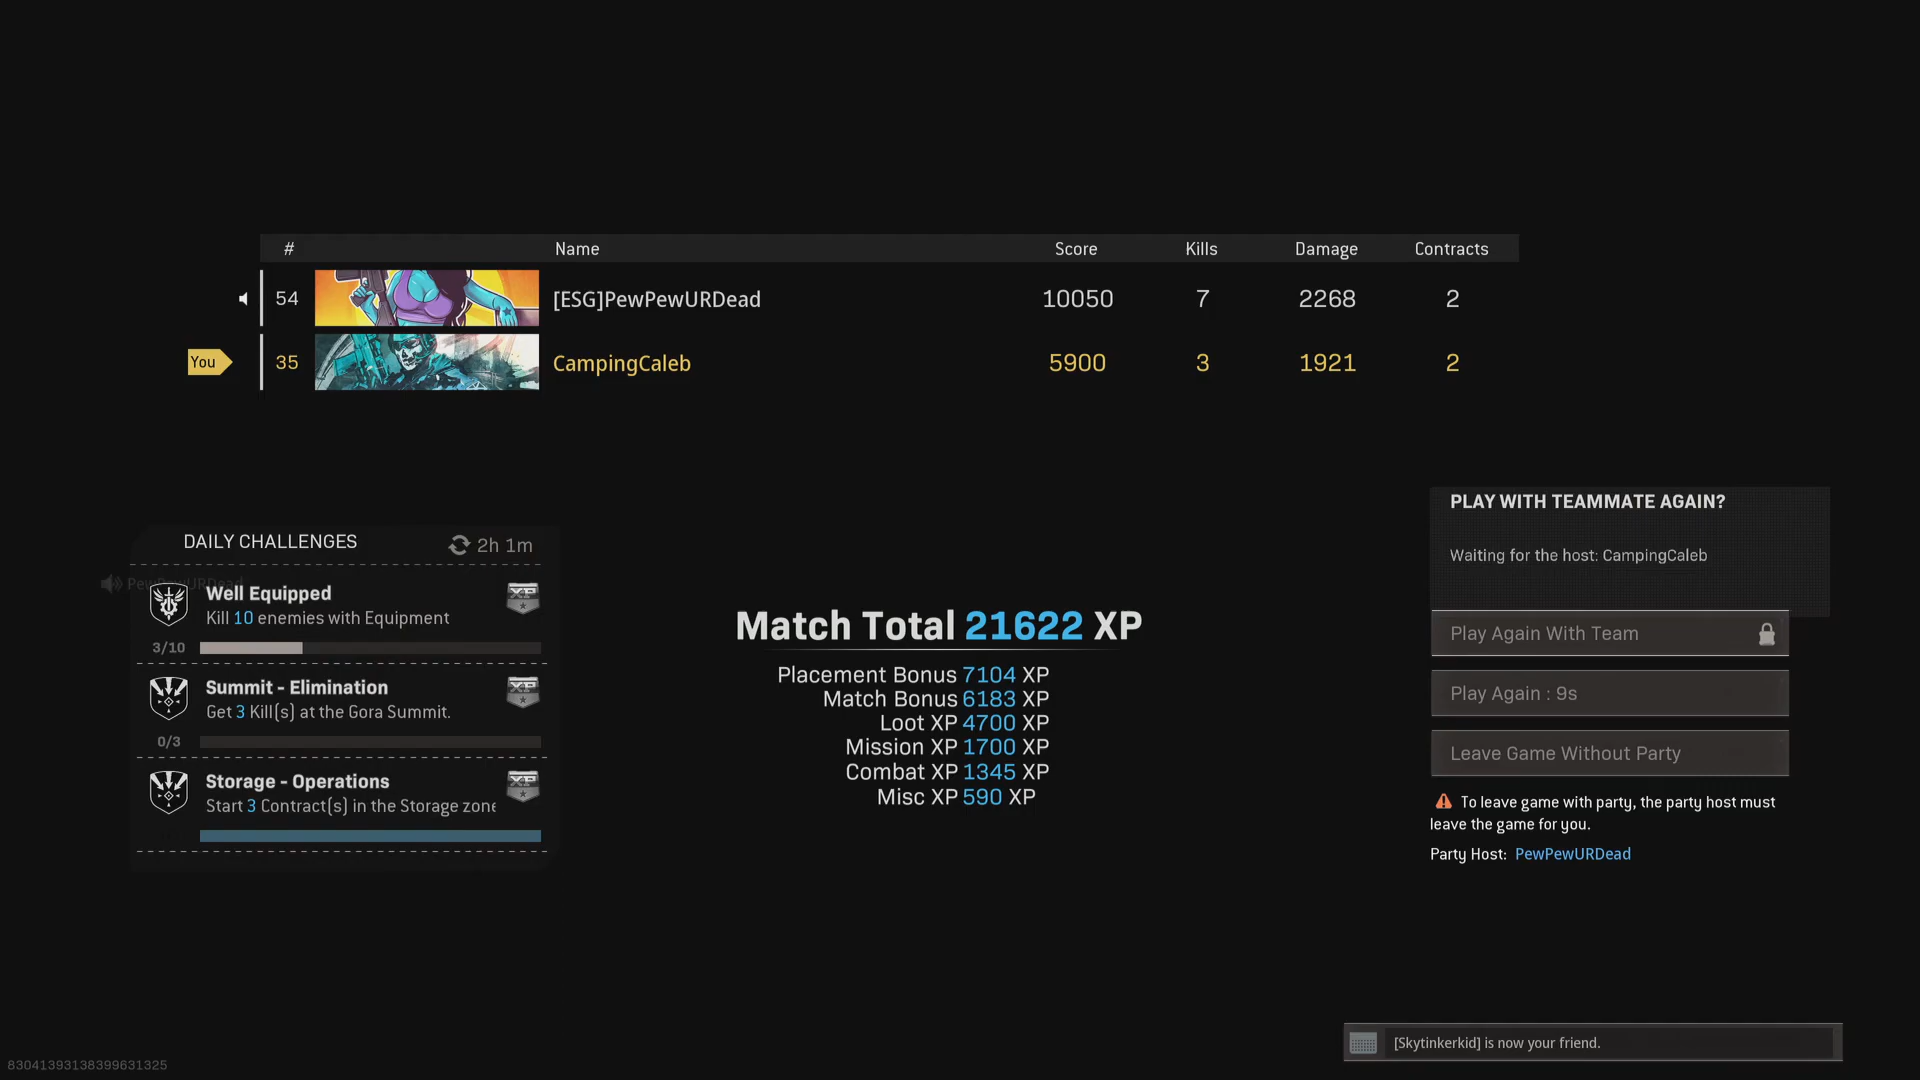 # Name Score Kills Damage Contracts
54 [ESG]PewPewURDead 10050 7 2268 2
You 35 CampingCaleb 5900 3 1921 2
DAILY CHALLENGES 2h 1m
PewPewURDead
Well Equipped
Kill 10 enemies with Equipment
3/10
XP
Summit - Elimination
Get 3 Kill(s) at the Gora Summit.
0/3
XP
Storage - Operations
Start 3 Contract(s) in the Storage zone
XP
Match Total 21622 XP
Placement Bonus 7104 XP
Match Bonus 6183 XP
Loot XP 4700 XP
Mission XP 1700 XP
Combat XP 1345 XP
Misc XP 590 XP
PLAY WITH TEAMMATE AGAIN?
Waiting for the host: CampingCaleb
Play Again With Team
Play Again : 9s
Leave Game Without Party
To leave game with party, the party host must
leave the game for you.
Party Host: PewPewURDead
[Skytinkerkid] is now your friend.
83041393138399631325